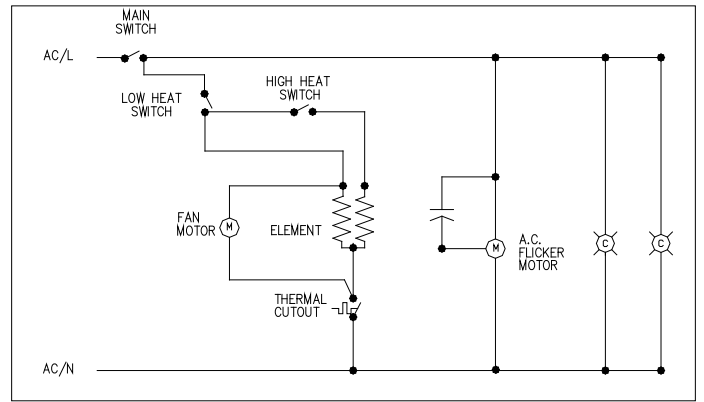 MAIN
SWITCH
AC/L
HIGH HEAT
SWITCH
LOW HEAT
SWITCH
FAN
MOTOR
M
ELEMENT
M
A.C.
FLICKER
MOTOR
C
C
THERMAL
CUTOUT
AC/N